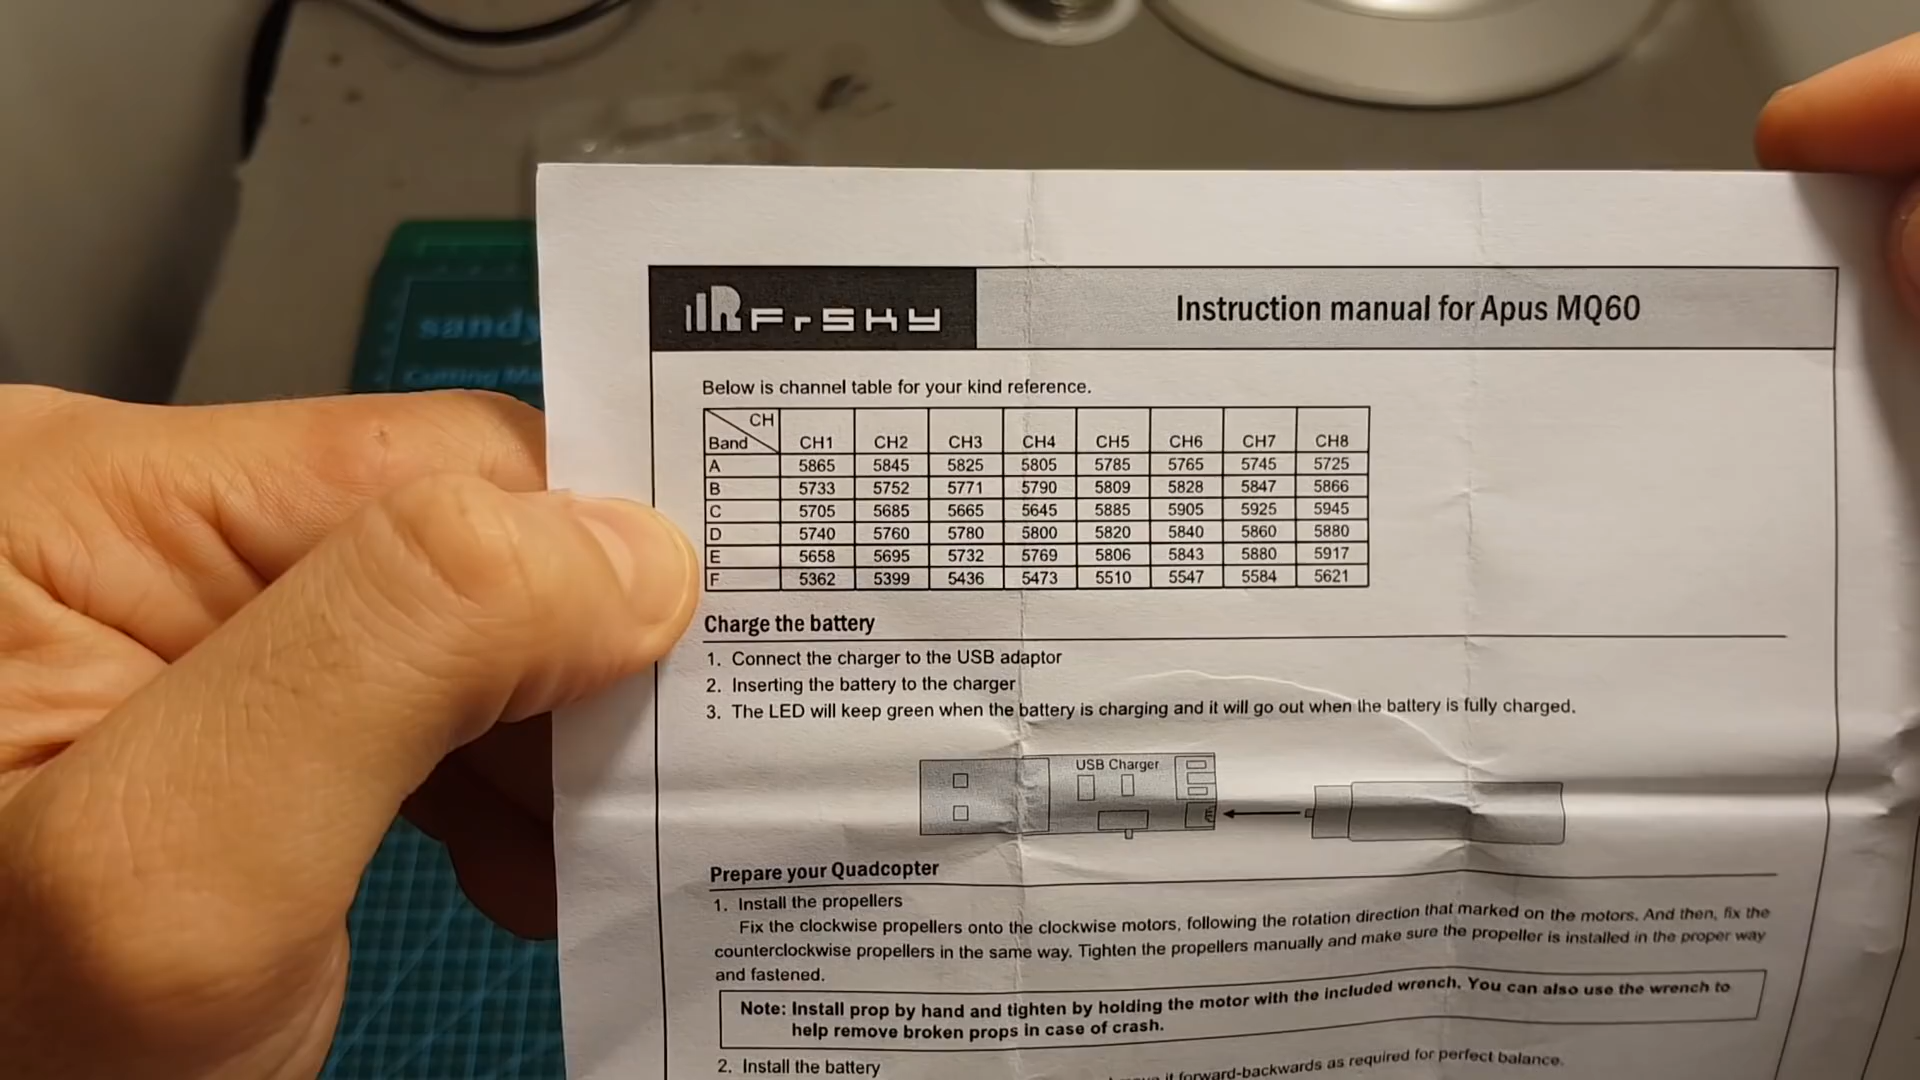 sandy
FrSKY
Instruction manual for Apus MQ60
Below is channel table for your kind reference.
CH
Band CH1 CH2 CH3 CH4 CH5 CH6 CH7 CH8
A 5865 5845 5825 5805 5785 5765 5745 5725
B 5733 5752 5771 5790 5809 5828 5847 5866
C 5705 5685 5665 5645 5885 5905 5925 5945
D 5740 5760 5780 5800 5820 5840 5860 5880
E 5658 5695 5732 5769 5806 5843 5880 5917
F 5362 5399 5436 5473 5510 5547 5584 5621
Charge the battery
1. Connect the charger to the USB adaptor
2. Inserting the battery to the charger
3. The LED will keep green when the battery is charging and it will go out when the battery is fully charged.
USB Charger
Prepare your Quadcopter
1. Install the propellers
Fix the clockwise propellers onto the clockwise motors, following the rotation direction that marked on the motors. And then, fix the
counterclockwise propellers in the same way. Tighten the propellers manually and make sure the propeller is installed in the proper way
and fastened.
Note: Install prop by hand and tighten by holding the motor with the included wrench. You can also use the wrench to
help remove broken props in case of crash.
2. Install the battery
it forward-backwards as required for perfect balance.